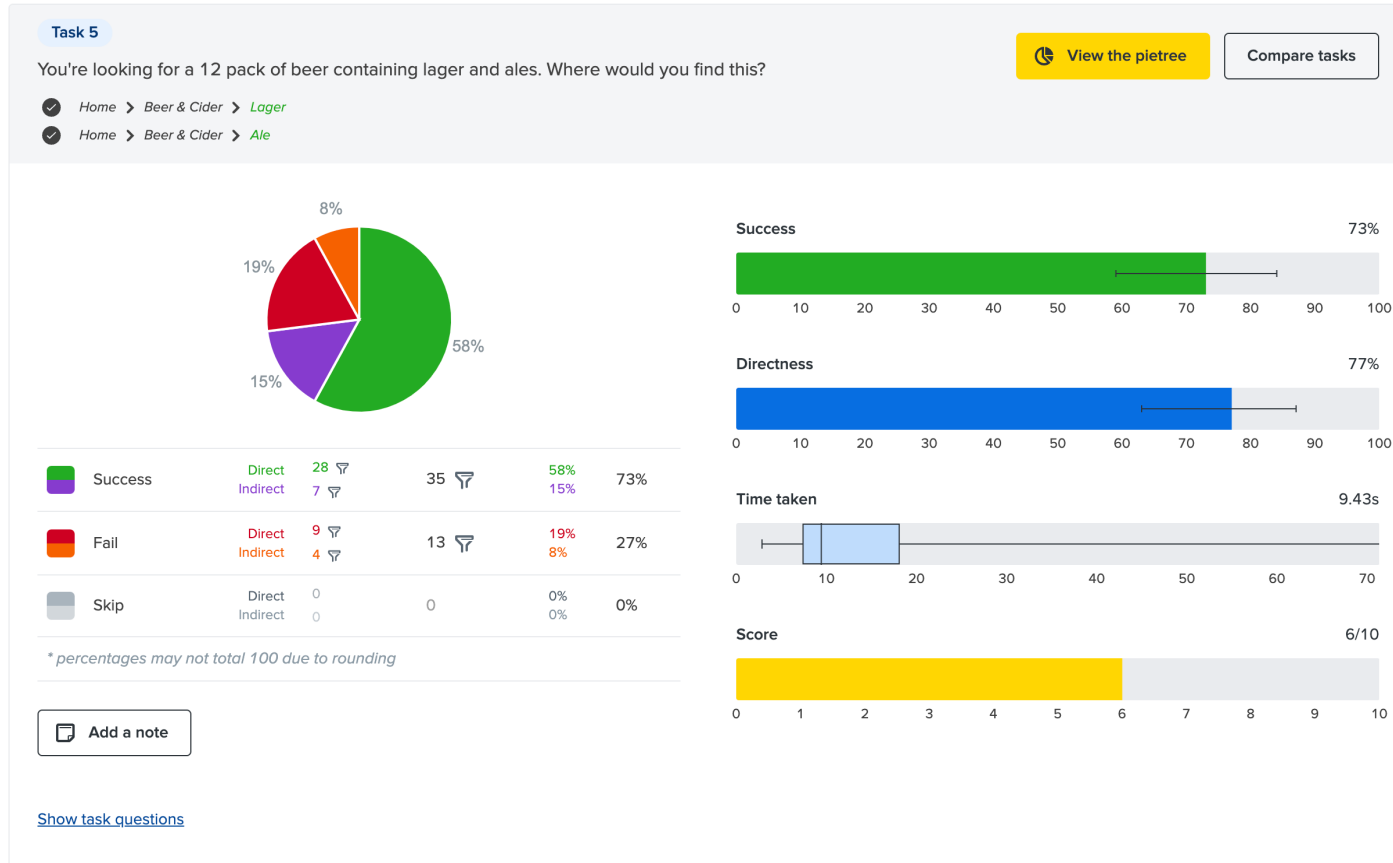 Task 5
You're looking for a 12 pack of beer containing lager and ales. Where would you find this?
View the pietree
Compare tasks
Home > Beer & Cider > Lager
Home > Beer & Cider > Ale
8%
19%
15%
58%
Success Direct 28 35 58% 73%
Indirect 7 15%
Fail Direct 9 13 19% 27%
Indirect 4 8%
Skip Direct 0 0 0% 0%
Indirect 0 0%
* percentages may not total 100 due to rounding
Add a note
Show task questions
Success 73%
0 10 20 30 40 50 60 70 80 90 100
Directness 77%
0 10 20 30 40 50 60 70 80 90 100
Time taken 9.43s
0 10 20 30 40 50 60 70
Score 6/10
0 1 2 3 4 5 6 7 8 9 10